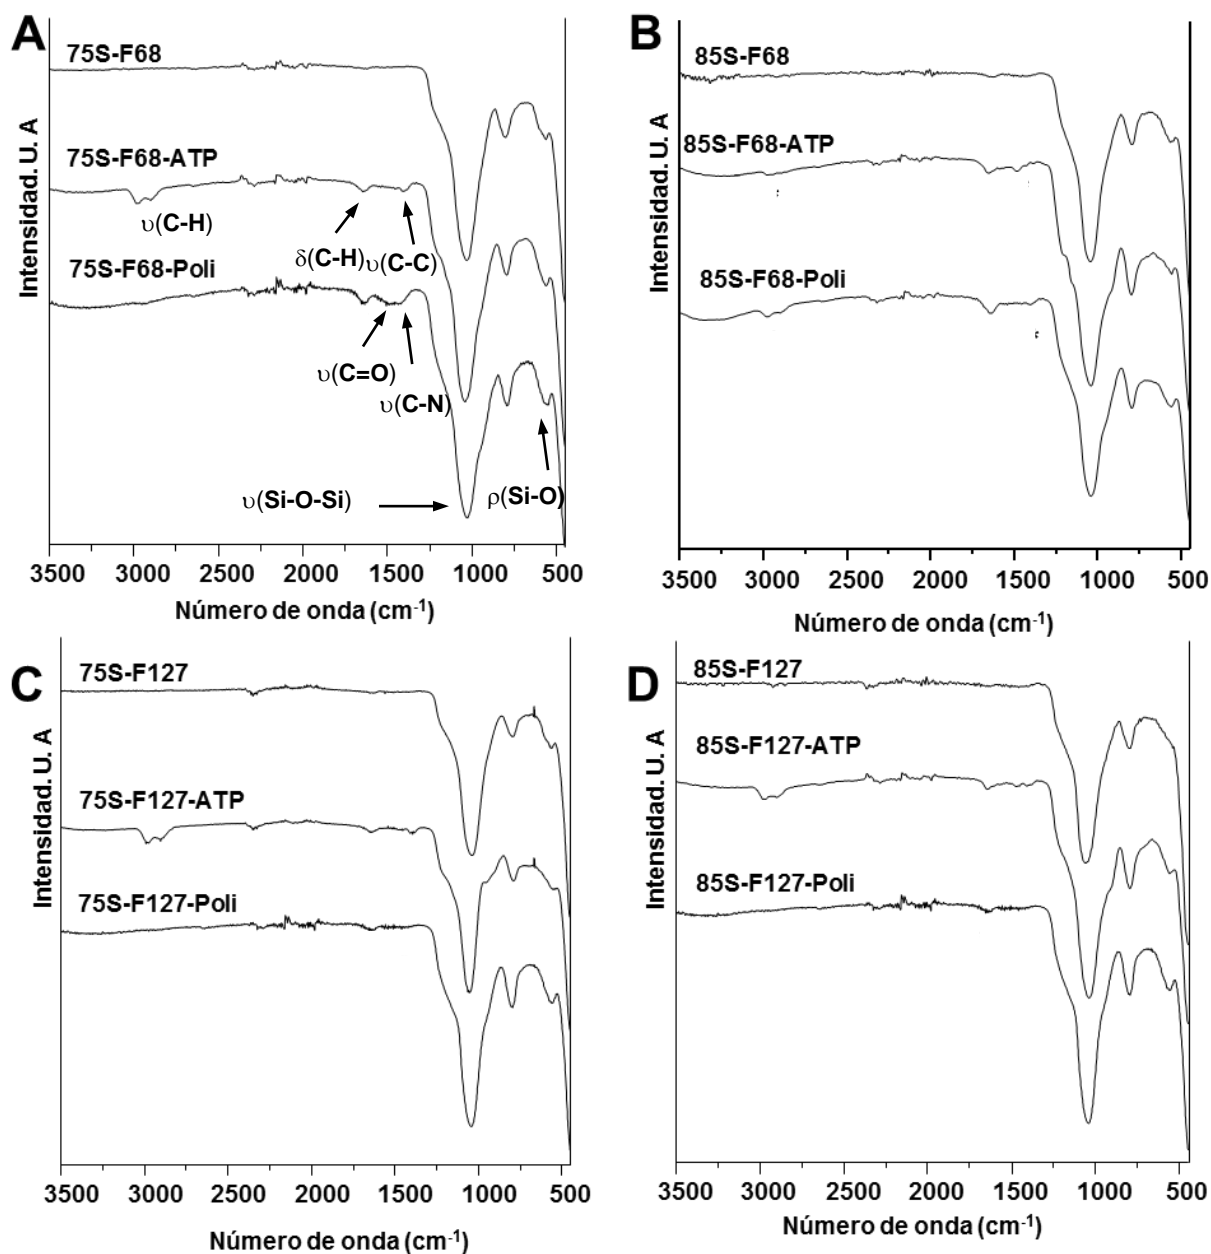 A
75S-F68
75S-F68-ATP
υ(C-H)
δ(C-H)
υ(C-C)
75S-F68-Poli
υ(C=O)
υ(C-N)
υ(Si-O-Si)
ρ(Si-O)
Intensidad. U. A
3500 3000 2500 2000 1500 1000 500
Número de onda (cm-1)
B
85S-F68
85S-F68-ATP
85S-F68-Poli
Intensidad. U. A
3500 3000 2500 2000 1500 1000 500
Número de onda (cm-1)
C
75S-F127
75S-F127-ATP
75S-F127-Poli
Intensidad. U. A
3500 3000 2500 2000 1500 1000 500
Número de onda (cm-1)
D
85S-F127
85S-F127-ATP
85S-F127-Poli
Intensidad. U. A
3500 3000 2500 2000 1500 1000 500
Número de onda (cm-1)